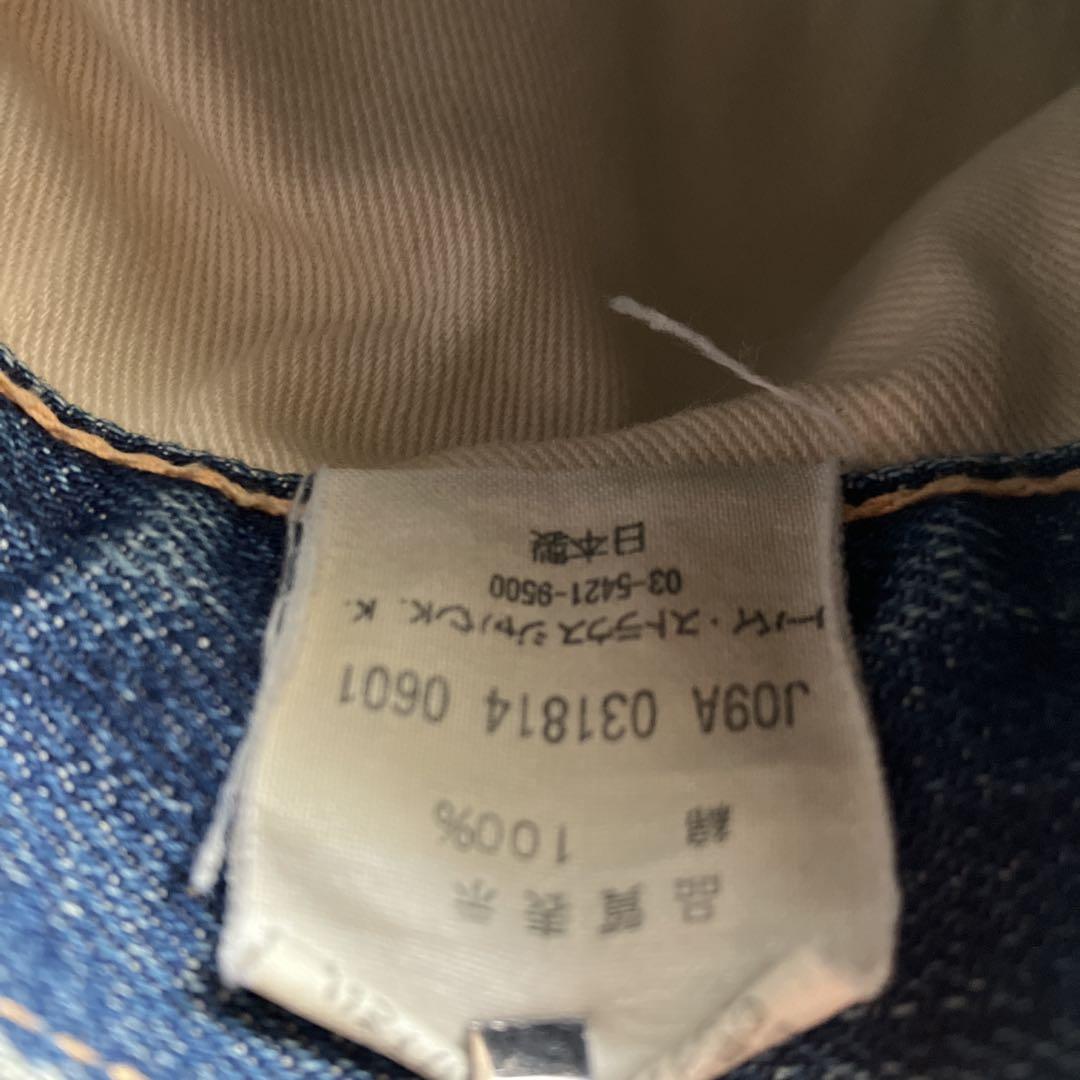 品質表示
綿 100%
J09A 031814 0601
トーバイ・ストラウスジャパンK.K.
03-5421-9500
日本製